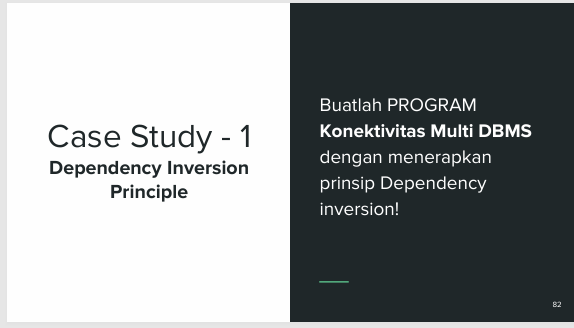 Case Study - 1
Dependency Inversion
Principle
Buatlah PROGRAM
Konektivitas Multi DBMS
dengan menerapkan
prinsip Dependency
inversion!
82